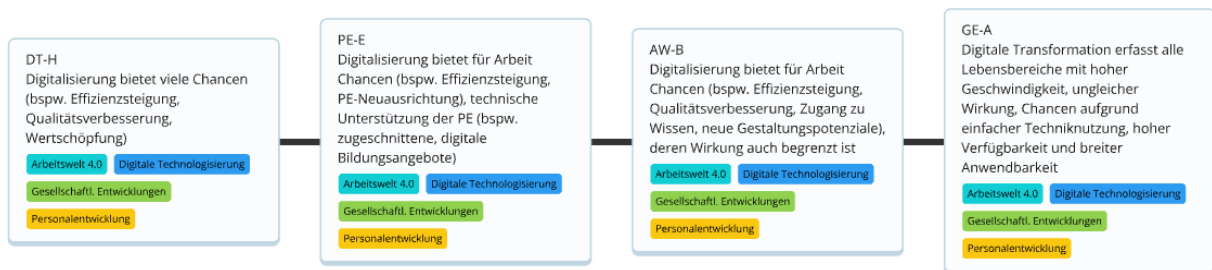 DT-H
Digitalisierung bietet viele Chancen
(bspw. Effizienzsteigung,
Qualitätsverbesserung,
Wertschöpfung)
Arbeitswelt 4.0 Digitale Technologisierung
Gesellschaftl. Entwicklungen
Personalentwicklung
PE-E
Digitalisierung bietet für Arbeit
Chancen (bspw. Effizienzsteigung,
PE-Neuausrichtung), technische
Unterstützung der PE (bspw.
zugeschnittene, digitale
Bildungsangebote)
Arbeitswelt 4.0 Digitale Technologisierung
Gesellschaftl. Entwicklungen
Personalentwicklung
AW-B
Digitalisierung bietet für Arbeit
Chancen (bspw. Effizienzsteigung,
Qualitätsverbesserung, Zugang zu
Wissen, neue Gestaltungspotenziale),
deren Wirkung auch begrenzt ist
Arbeitswelt 4.0 Digitale Technologisierung
Gesellschaftl. Entwicklungen
Personalentwicklung
GE-A
Digitale Transformation erfasst alle
Lebensbereiche mit hoher
Geschwindigkeit, ungleicher
Wirkung, Chancen aufgrund
einfacher Techniknutzung, hoher
Verfügbarkeit und breiter
Anwendbarkeit
Arbeitswelt 4.0 Digitale Technologisierung
Gesellschaftl. Entwicklungen
Personalentwicklung